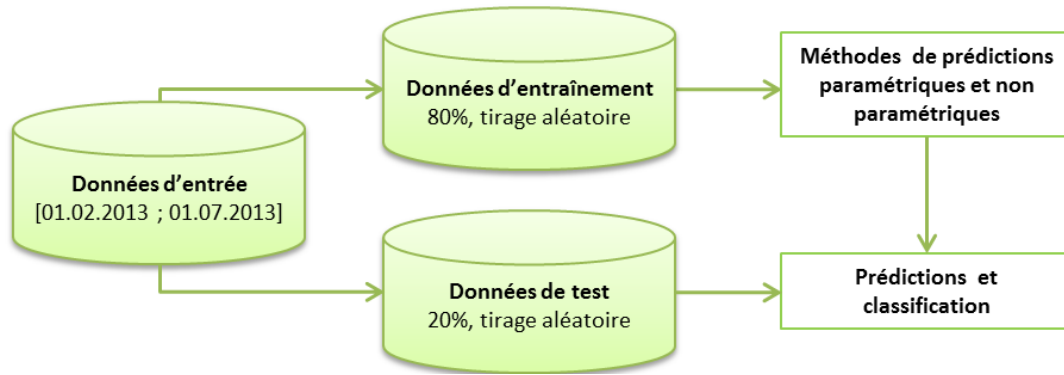 Données d'entrée
[01.02.2013 ; 01.07.2013]
Données d'entraînement
80%, tirage aléatoire
Méthodes de prédictions
paramétriques et non
paramétriques
Données de test
20%, tirage aléatoire
Prédictions et
classification